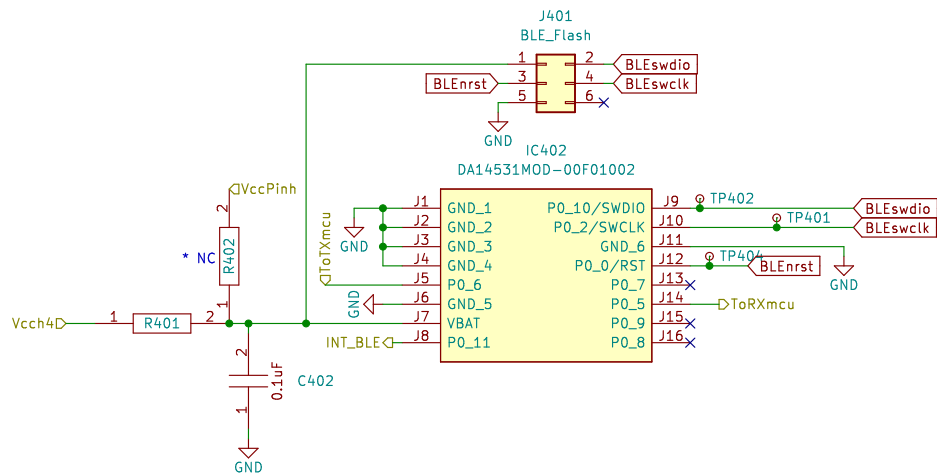 J401
BLE_Flash
1 2 BLEswdio
BLEnrst 3 4 BLEswclk
5 6
GND
IC402
DA14531MOD-00F01002
VccPinh
2
R402
* NC
1
Vcch4 1 R401 2
2
0.1uF
C402
1
GND
ToTXmcu
GND
GND
J1 GND_1 P0_10/SWDIO J9 TP402 BLEswdio
J2 GND_2 P0_2/SWCLK J10 TP401 BLEswclk
J3 GND_3 GND_6 J11
J4 GND_4 P0_0/RST J12 TP404 BLEnrst
J5 P0_6 P0_7 J13
J6 GND_5 P0_5 J14 ToRXmcu
J7 VBAT P0_9 J15
INT_BLE J8 P0_11 P0_8 J16
GND